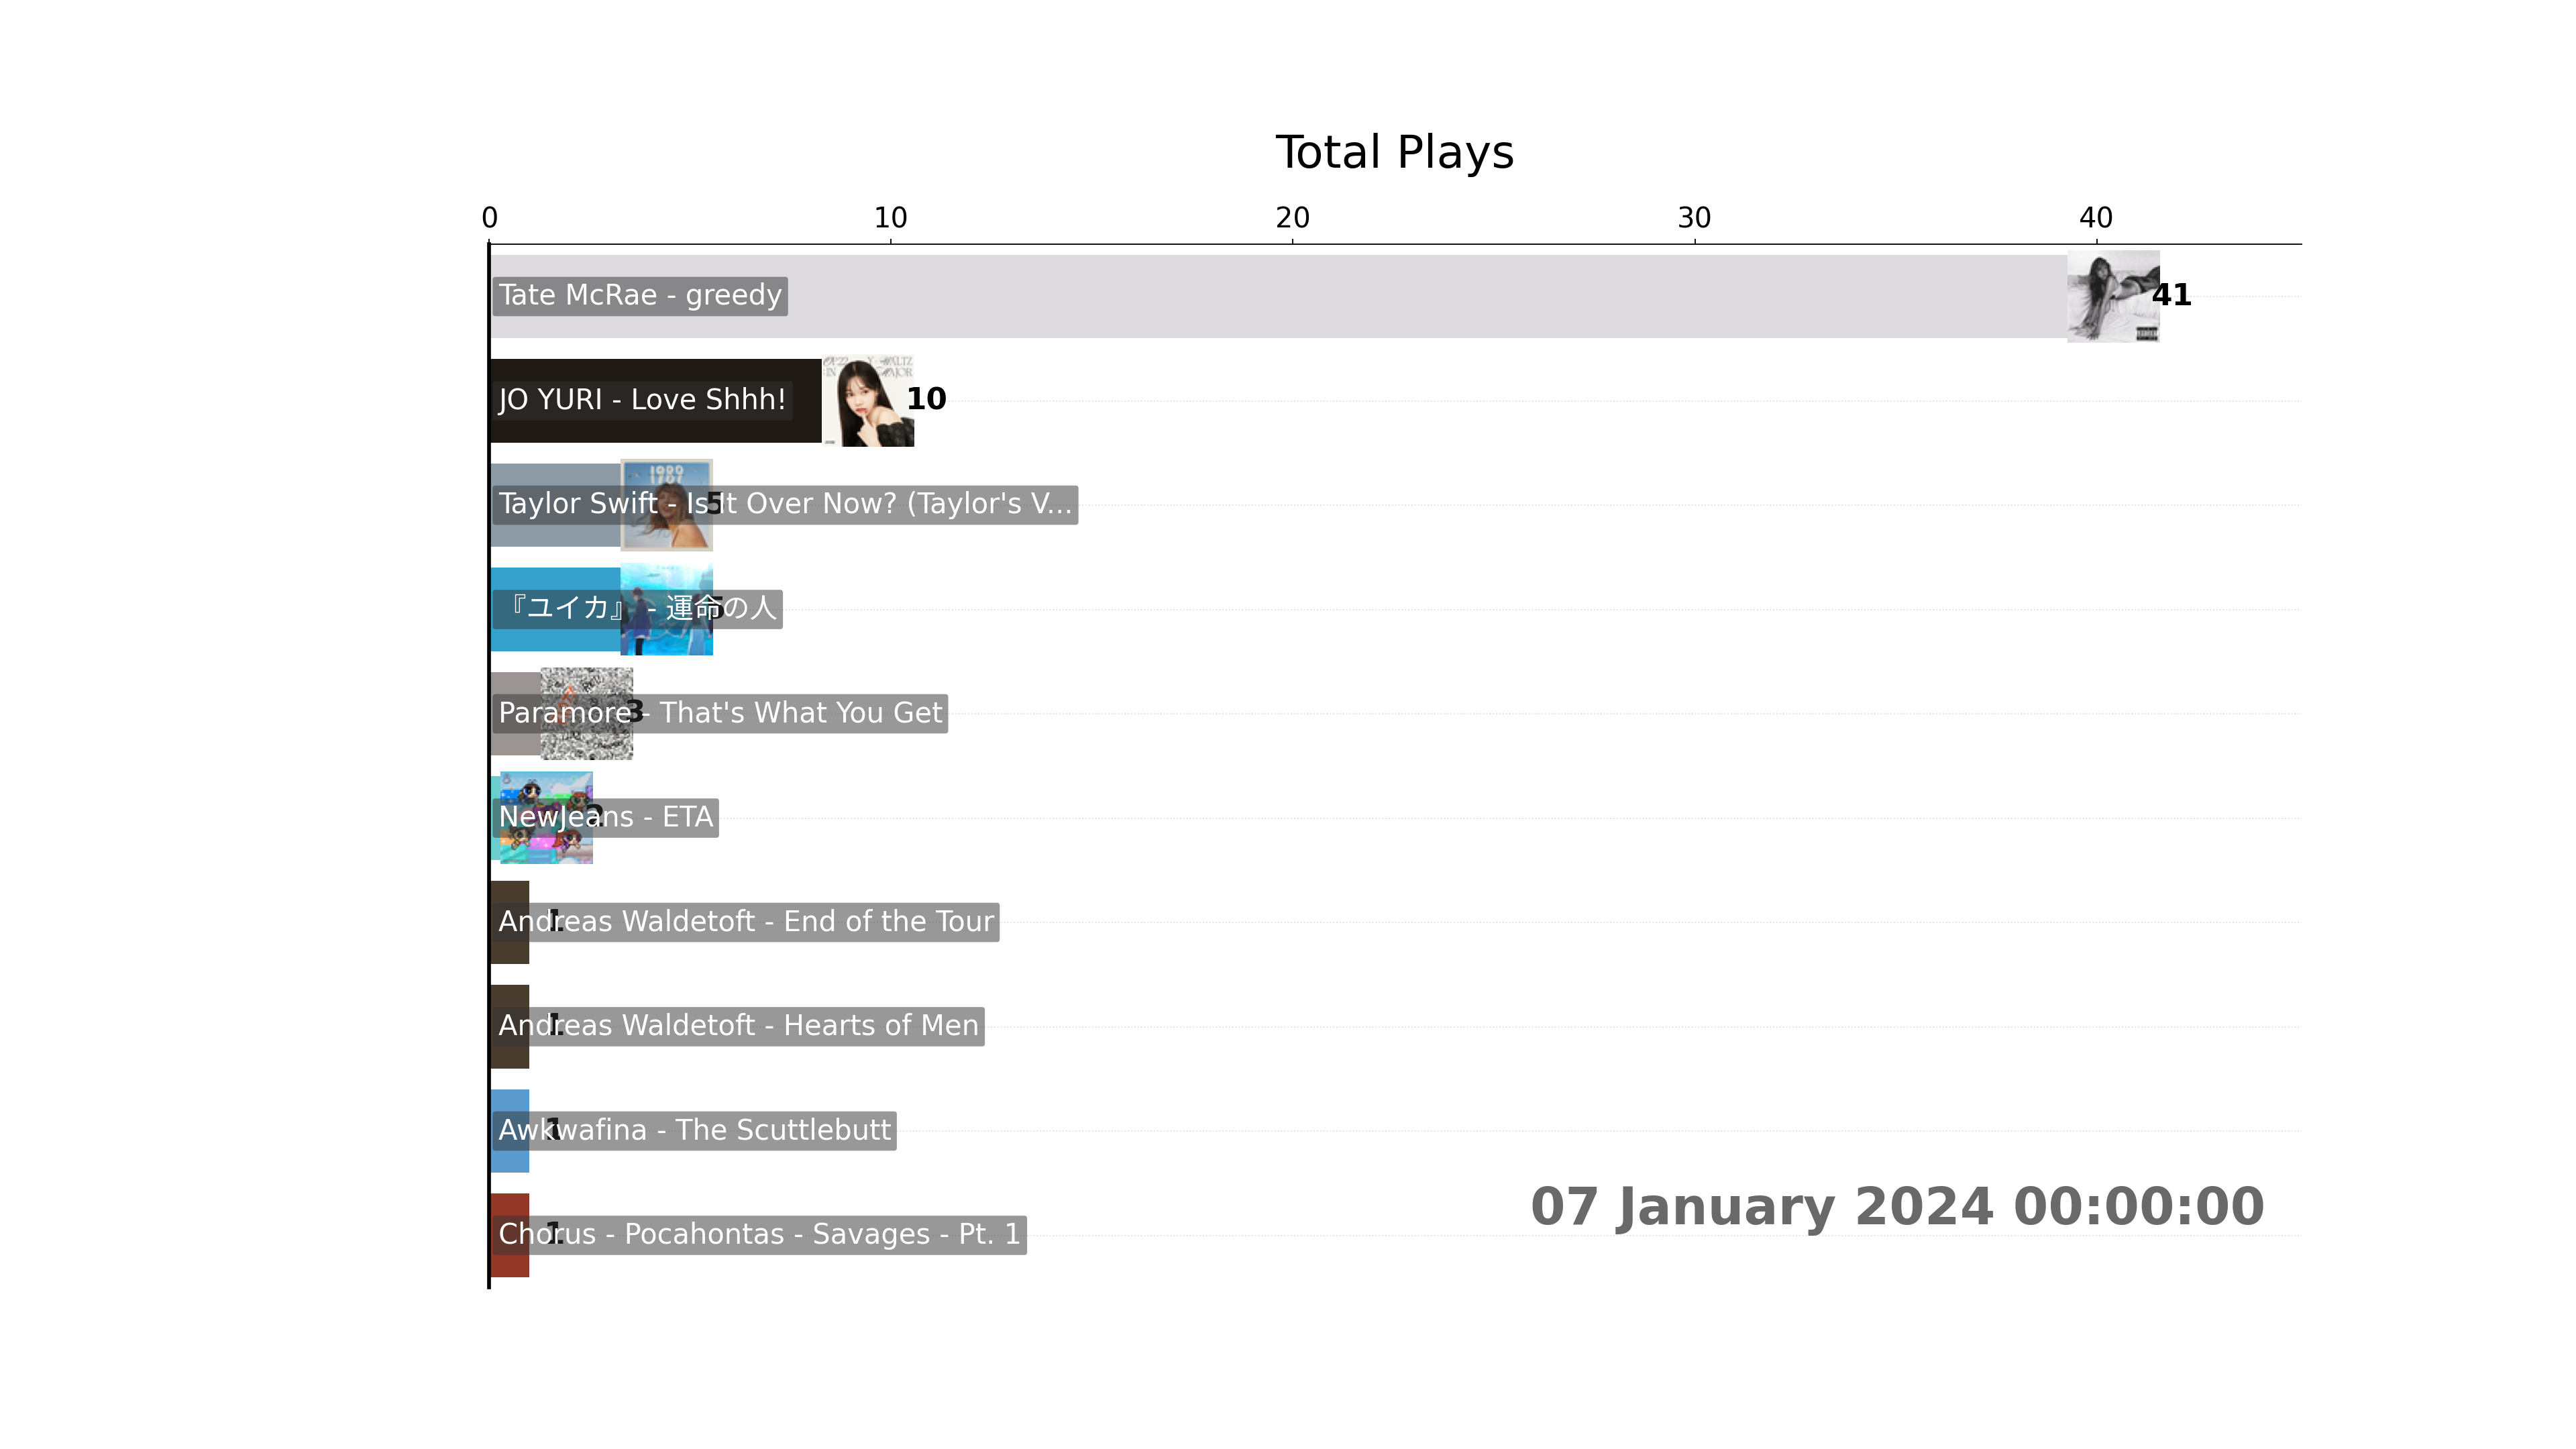 Total Plays
0 10 20 30 40
Tate McRae - greedy 41
JO YURI - Love Shhh! 10
Taylor Swift - Is It Over Now? (Taylor's V... 5
『ユイカ』 - 運命の人 5
Paramore - That's What You Get 3
NewJeans - ETA 2
Andreas Waldetoft - End of the Tour 1
Andreas Waldetoft - Hearts of Men 1
Awkwafina - The Scuttlebutt 1
Chorus - Pocahontas - Savages - Pt. 1 1
07 January 2024 00:00:00